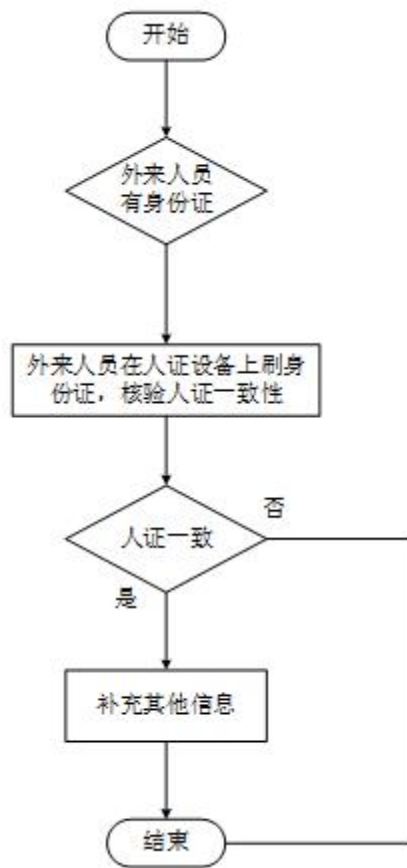 开始
外来人员
有身份证
外来人员在人证设备上刷身
份证，核验人证一致性
人证一致
否
是
补充其他信息
结束